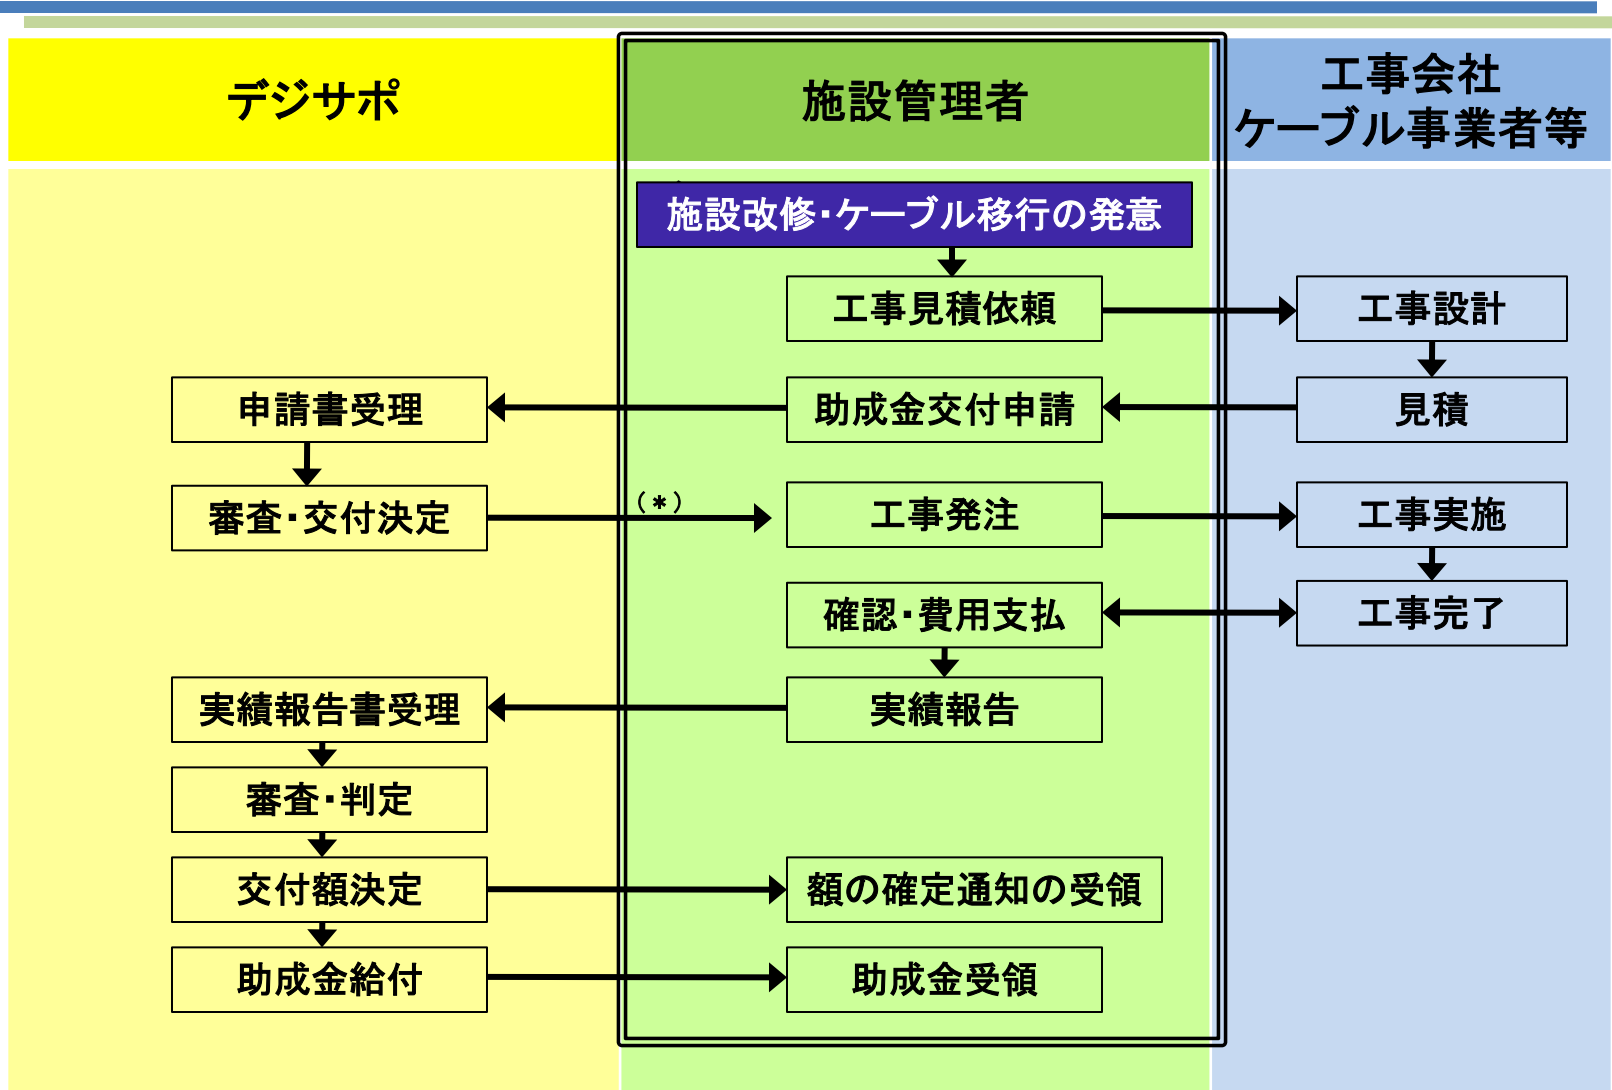 デジサポ
施設管理者
工事会社
ケーブル事業者等
施設改修・ケーブル移行の発意
工事見積依頼
工事設計
申請書受理
助成金交付申請
見積
審査・交付決定
（＊）
工事発注
工事実施
確認・費用支払
工事完了
実績報告書受理
実績報告
審査・判定
交付額決定
額の確定通知の受領
助成金給付
助成金受領